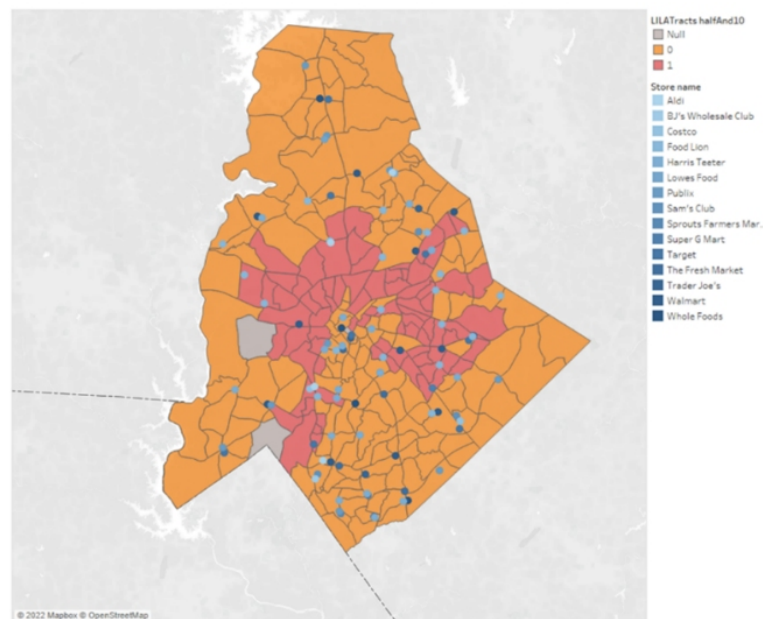 LILATracts halfAnd10
Null
0
1
Store name
Aldi
BJ's Wholesale Club
Costco
Food Lion
Harris Teeter
Lowes Food
Publix
Sam's Club
Sprouts Farmers Mar.
Super G Mart
Target
The Fresh Market
Trader Joe's
Walmart
Whole Foods
© 2022 Mapbox © OpenStreetMap